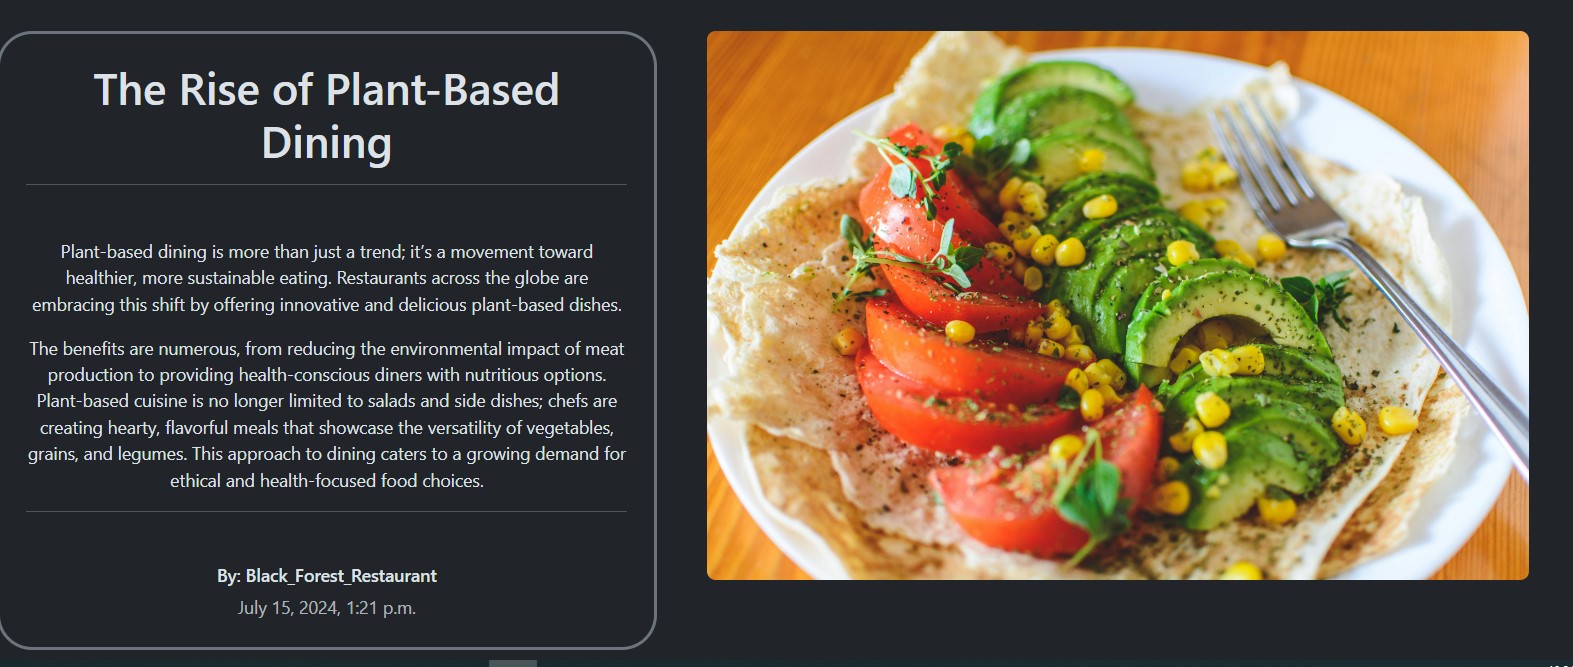 The Rise of Plant-Based
Dining
Plant-based dining is more than just a trend; it’s a movement toward
healthier, more sustainable eating. Restaurants across the globe are
embracing this shift by offering innovative and delicious plant-based dishes.
The benefits are numerous, from reducing the environmental impact of meat
production to providing health-conscious diners with nutritious options.
Plant-based cuisine is no longer limited to salads and side dishes; chefs are
creating hearty, flavorful meals that showcase the versatility of vegetables,
grains, and legumes. This approach to dining caters to a growing demand for
ethical and health-focused food choices.
By: Black_Forest_Restaurant
July 15, 2024, 1:21 p.m.